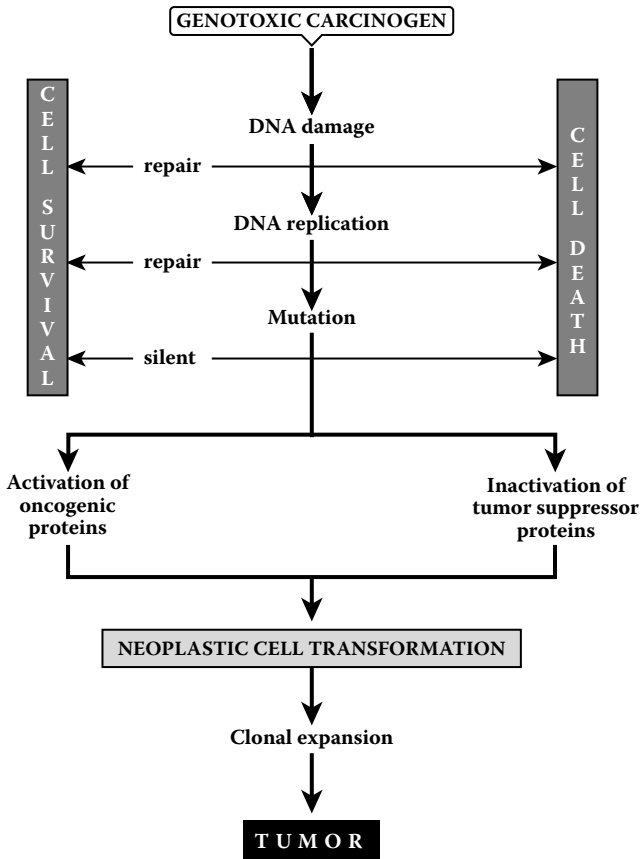 GENOTOXIC CARCINOGEN
CELL SURVIVAL
CELL DEATH
DNA damage
repair
DNA replication
repair
Mutation
silent
Activation of
oncogenic
proteins
Inactivation of
tumor suppressor
proteins
NEOPLASTIC CELL TRANSFORMATION
Clonal expansion
TUMOR